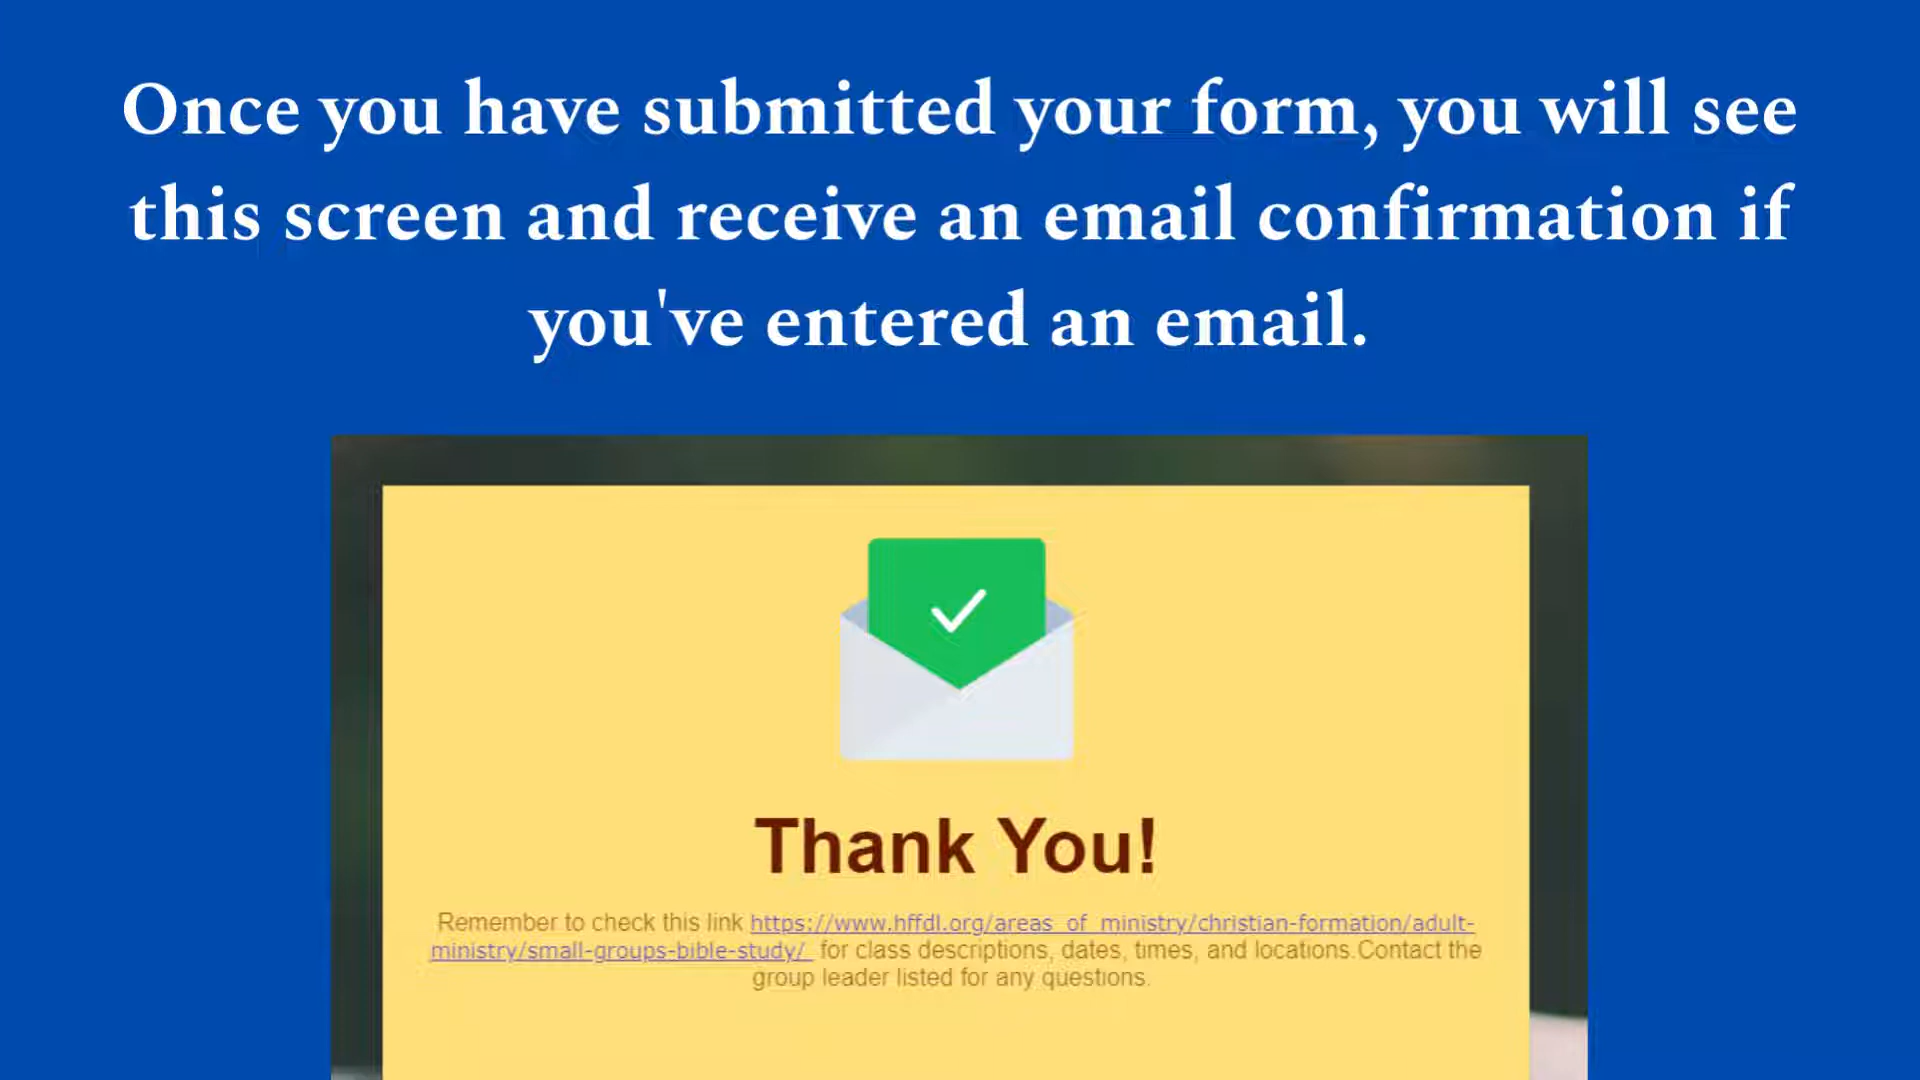 Once you have submitted your form, you will see
this screen and receive an email confirmation if
you've entered an email.
Thank You!
Remember to check this link https://www.hffdl.org/areas_of_ministry/christian-formation/adult-
ministry/small-groups-bible-study/ for class descriptions, dates, times, and locations.Contact the
group leader listed for any questions.